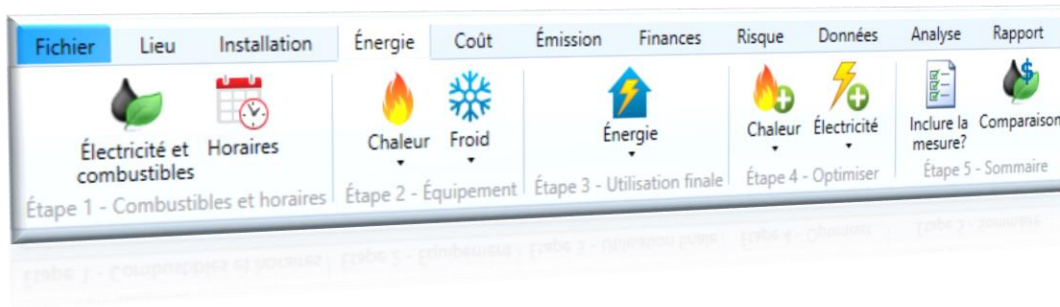 Fichier Lieu Installation Énergie Coût Émission Finances Risque Données Analyse Rapport
Électricité et combustibles
Horaires
Chaleur
Froid
Énergie
Chaleur
Électricité
Inclure la mesure?
Comparaison
Étape 1 - Combustibles et horaires
Étape 2 - Équipement
Étape 3 - Utilisation finale
Étape 4 - Optimiser
Étape 5 - Sommaire